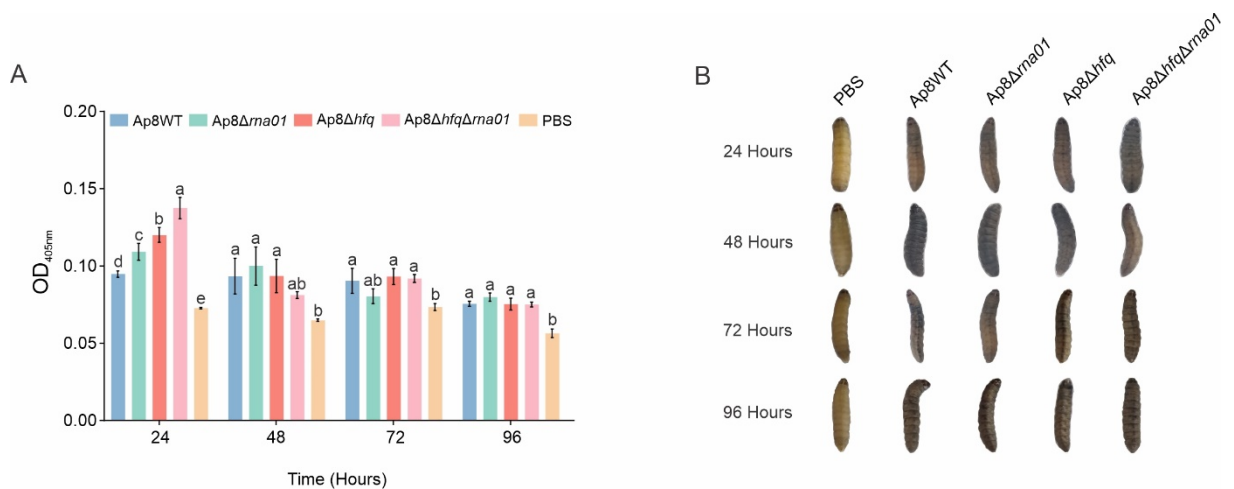 A
0.20
Ap8WT Ap8Δrna01 Ap8Δhfq Ap8ΔhfqΔrna01 PBS
0.15
0.10
0.05
0.00
OD405nm
d c b a e
a a a ab b
a ab a a b
a a a a b
24 48 72 96
Time (Hours)
B
PBS Ap8WT Ap8Δrna01 Ap8Δhfq Ap8ΔhfqΔrna01
24 Hours
48 Hours
72 Hours
96 Hours